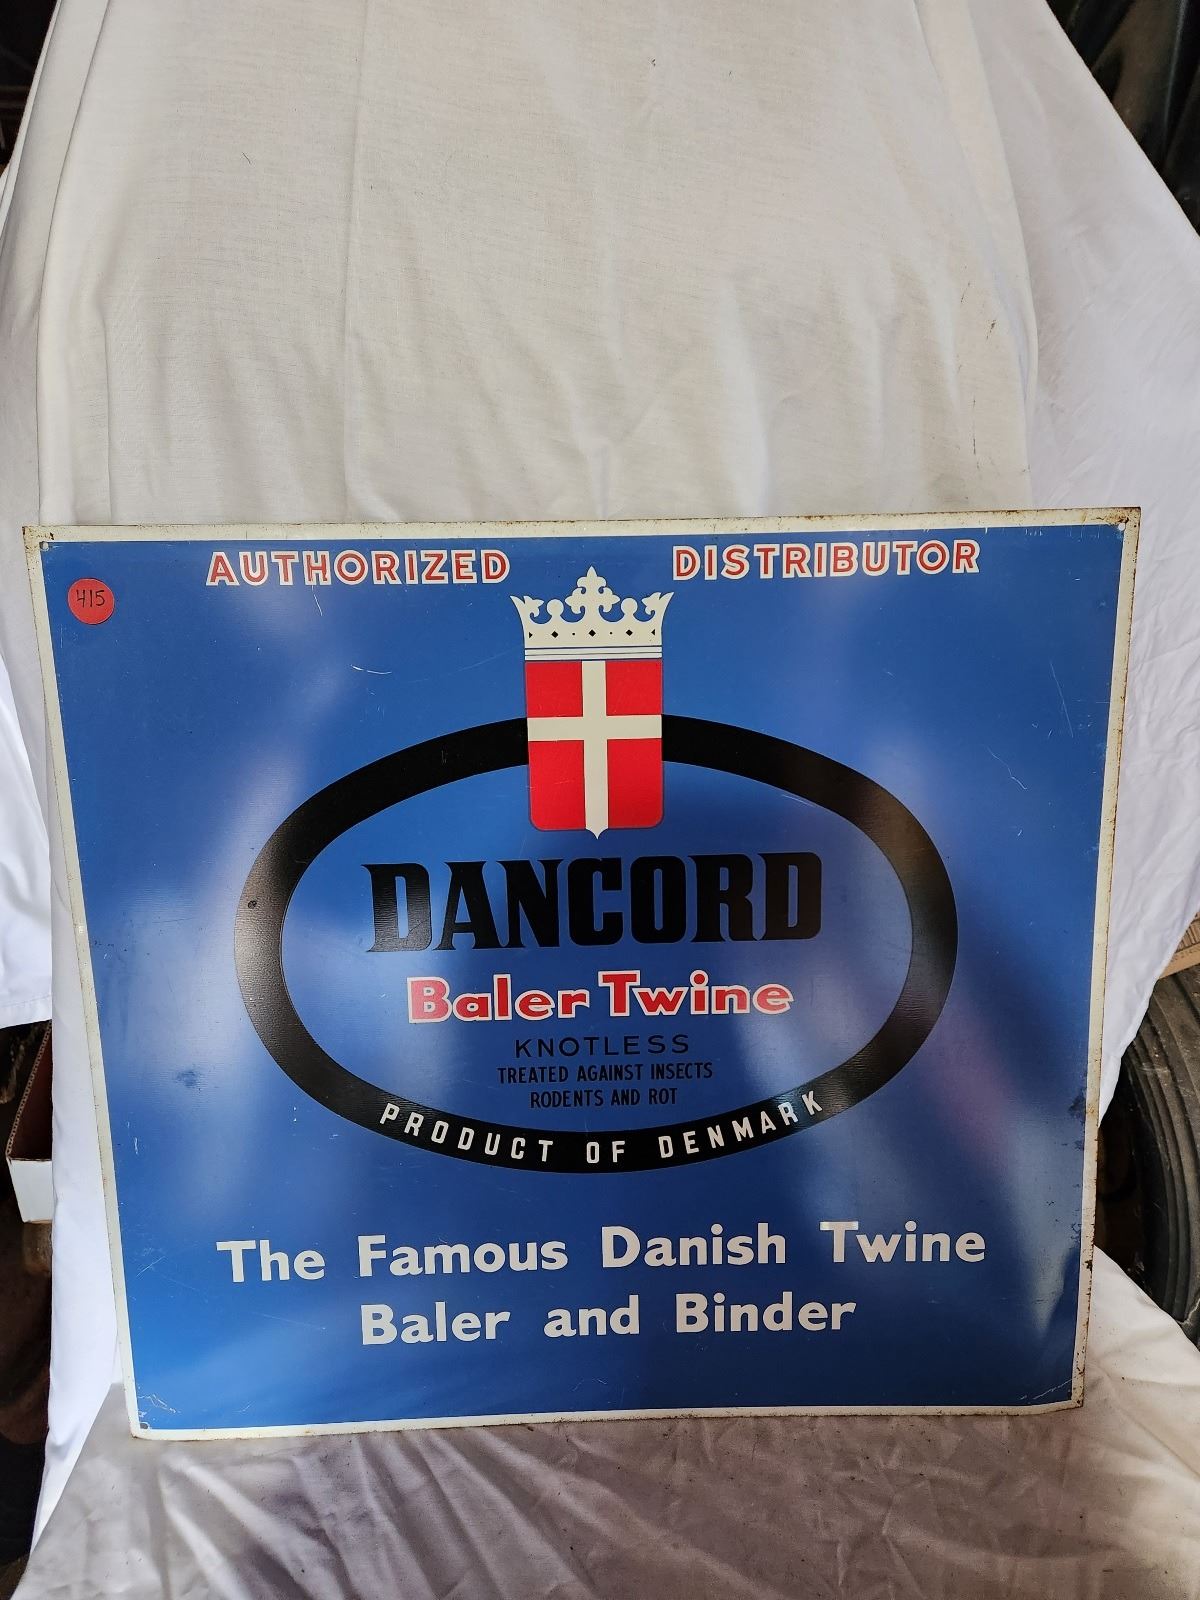 AUTHORIZED DISTRIBUTOR
415
DANCORD
Baler Twine
KNOTLESS
TREATED AGAINST INSECTS
RODENTS AND ROT
PRODUCT OF DENMARK
The Famous Danish Twine
Baler and Binder